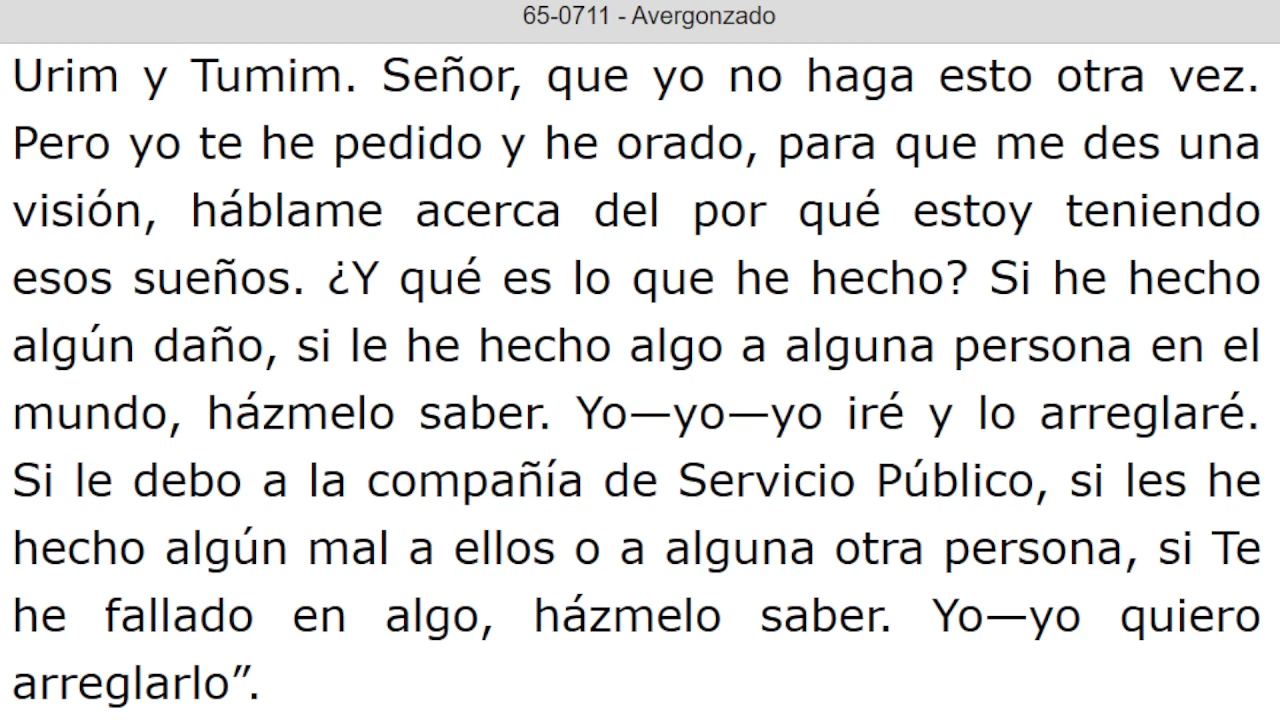 65-0711 - Avergonzado
Urim y Tumim. Señor, que yo no haga esto otra vez.
Pero yo te he pedido y he orado, para que me des una
visión, háblame acerca del por qué estoy teniendo
esos sueños. ¿Y qué es lo que he hecho? Si he hecho
algún daño, si le he hecho algo a alguna persona en el
mundo, házmelo saber. Yo—yo—yo iré y lo arreglaré.
Si le debo a la compañía de Servicio Público, si les he
hecho algún mal a ellos o a alguna otra persona, si Te
he fallado en algo, házmelo saber. Yo—yo quiero
arreglarlo”.